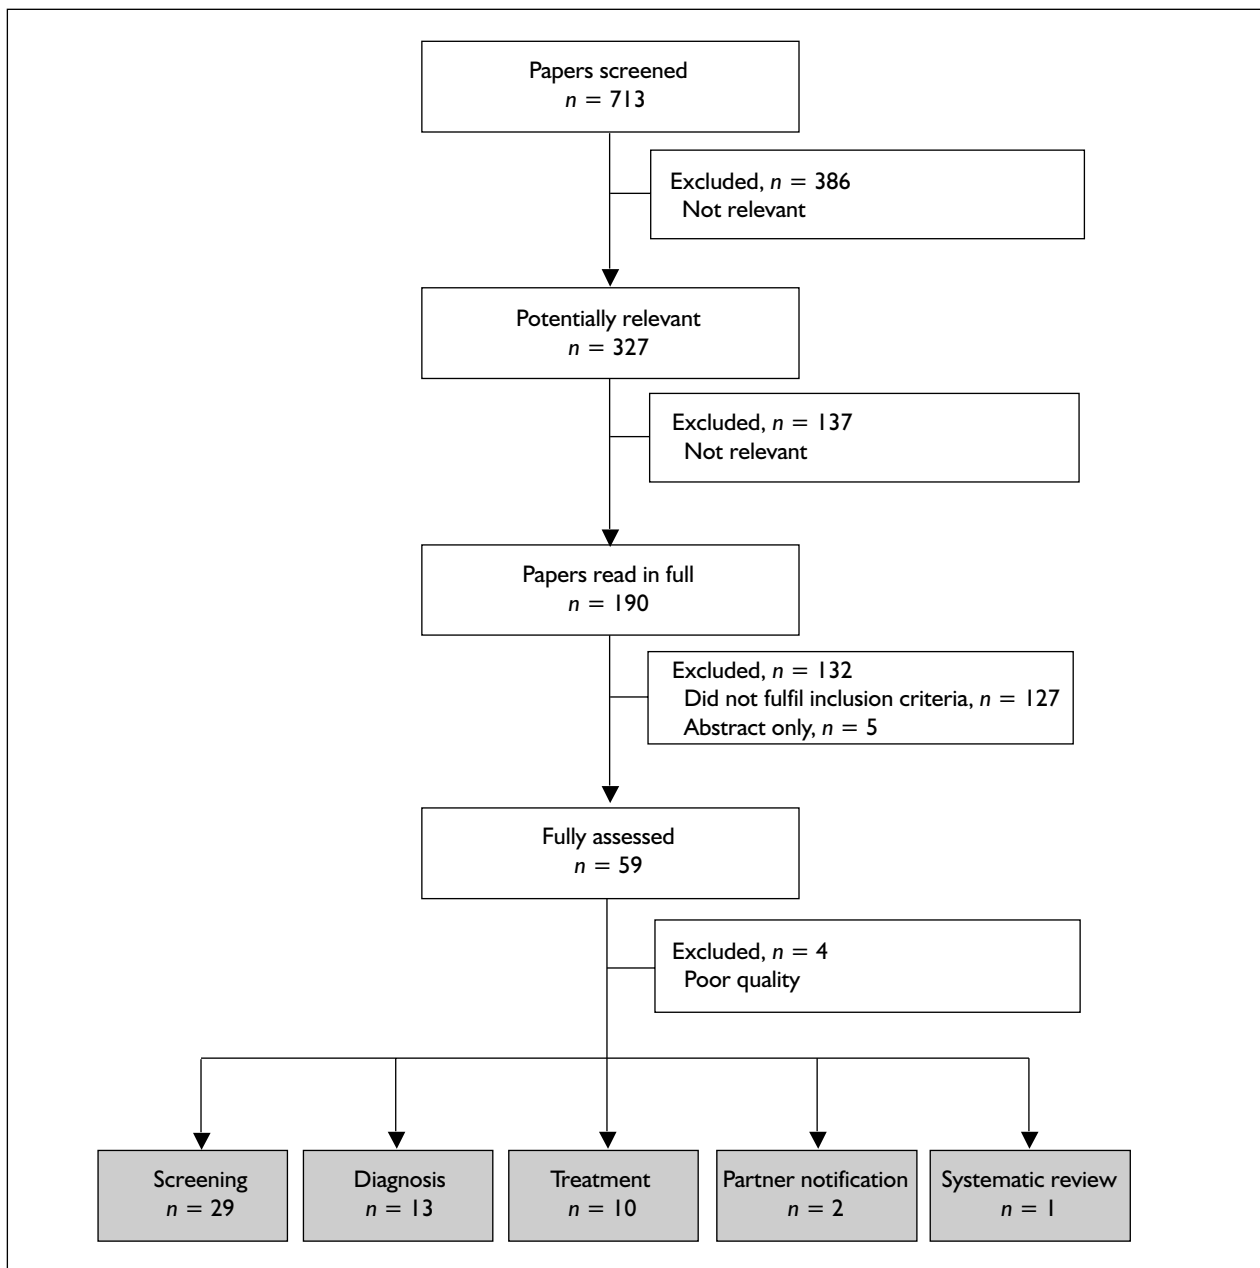 Papers screened
n = 713
Excluded, n = 386
Not relevant
Potentially relevant
n = 327
Excluded, n = 137
Not relevant
Papers read in full
n = 190
Excluded, n = 132
Did not fulfil inclusion criteria, n = 127
Abstract only, n = 5
Fully assessed
n = 59
Excluded, n = 4
Poor quality
Screening
n = 29
Diagnosis
n = 13
Treatment
n = 10
Partner notification
n = 2
Systematic review
n = 1